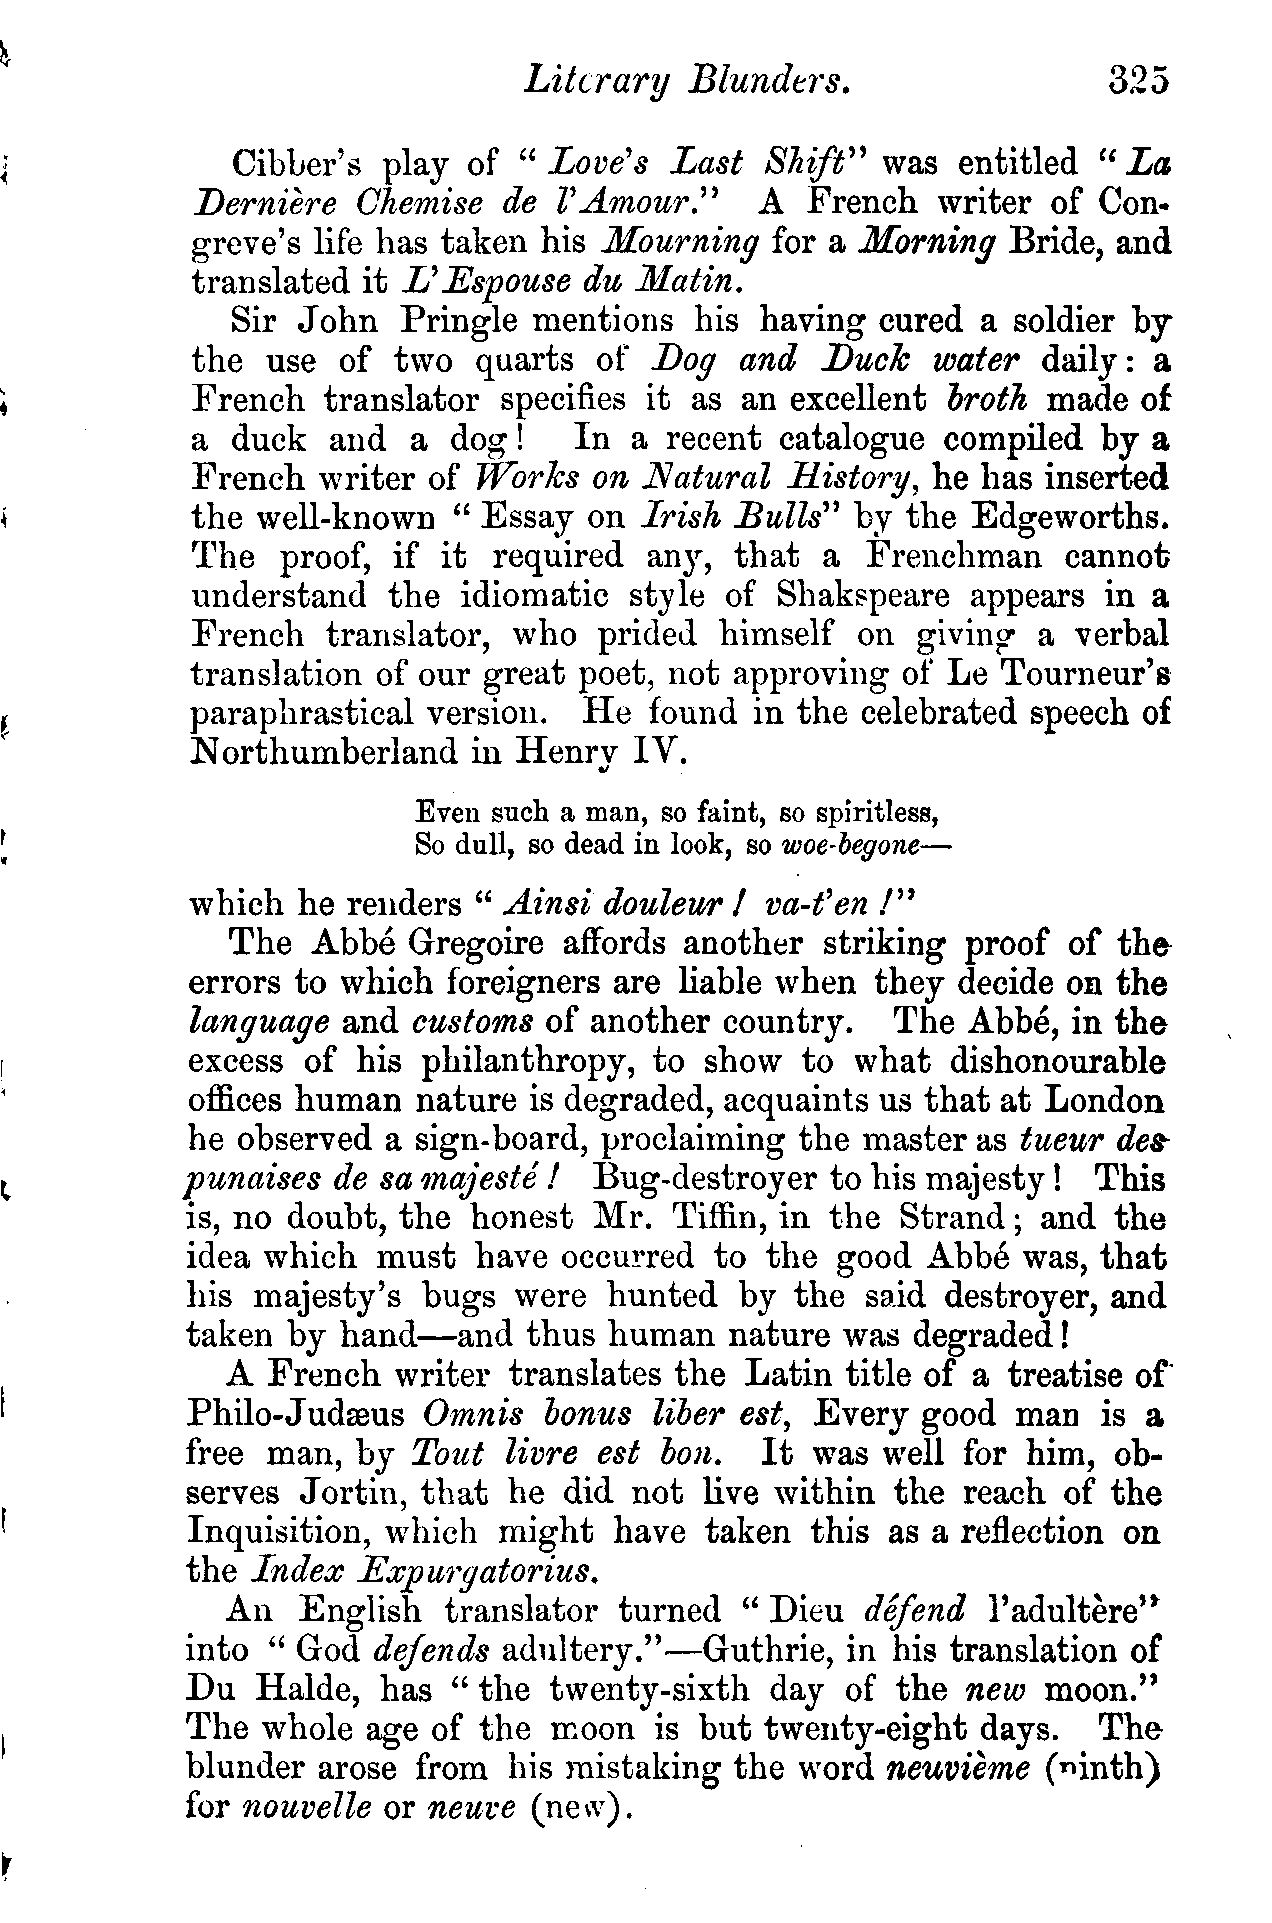 Literary Blunders. 325
Cibber's play of " Love's Last Shift" was entitled " La
Dernière Chemise de l'Amour." A French writer of Con-
greve's life has taken his Mourning for a Morning Bride, and
translated it L'Espouse du Matin.
Sir John Pringle mentions his having cured a soldier by
the use of two quarts of Dog and Duck water daily: a
French translator specifies it as an excellent broth made of
a duck and a dog! In a recent catalogue compiled by a
French writer of Works on Natural History, he has inserted
the well-known " Essay on Irish Bulls" by the Edgeworths.
The proof, if it required any, that a Frenchman cannot
understand the idiomatic style of Shakspeare appears in a
French translator, who prided himself on giving a verbal
translation of our great poet, not approving of Le Tourneur's
paraphrastical version. He found in the celebrated speech of
Northumberland in Henry IV.
Even such a man, so faint, so spiritless,
So dull, so dead in look, so woe-begone—
which he renders " Ainsi douleur ! va-t'en !"
The Abbé Gregoire affords another striking proof of the
errors to which foreigners are liable when they decide on the
language and customs of another country. The Abbé, in the
excess of his philanthropy, to show to what dishonourable
offices human nature is degraded, acquaints us that at London
he observed a sign-board, proclaiming the master as tueur des
punaises de sa majesté ! Bug-destroyer to his majesty! This
is, no doubt, the honest Mr. Tiffin, in the Strand; and the
idea which must have occurred to the good Abbé was, that
his majesty's bugs were hunted by the said destroyer, and
taken by hand—and thus human nature was degraded!
A French writer translates the Latin title of a treatise of
Philo-Judæus Omnis bonus liber est, Every good man is a
free man, by Tout livre est bon. It was well for him, ob-
serves Jortin, that he did not live within the reach of the
Inquisition, which might have taken this as a reflection on
the Index Expurgatorius.
An English translator turned " Dieu défend l'adultère"
into " God defends adultery."—Guthrie, in his translation of
Du Halde, has " the twenty-sixth day of the new moon."
The whole age of the moon is but twenty-eight days. The
blunder arose from his mistaking the word neuvième (ninth)
for nouvelle or neuve (new).